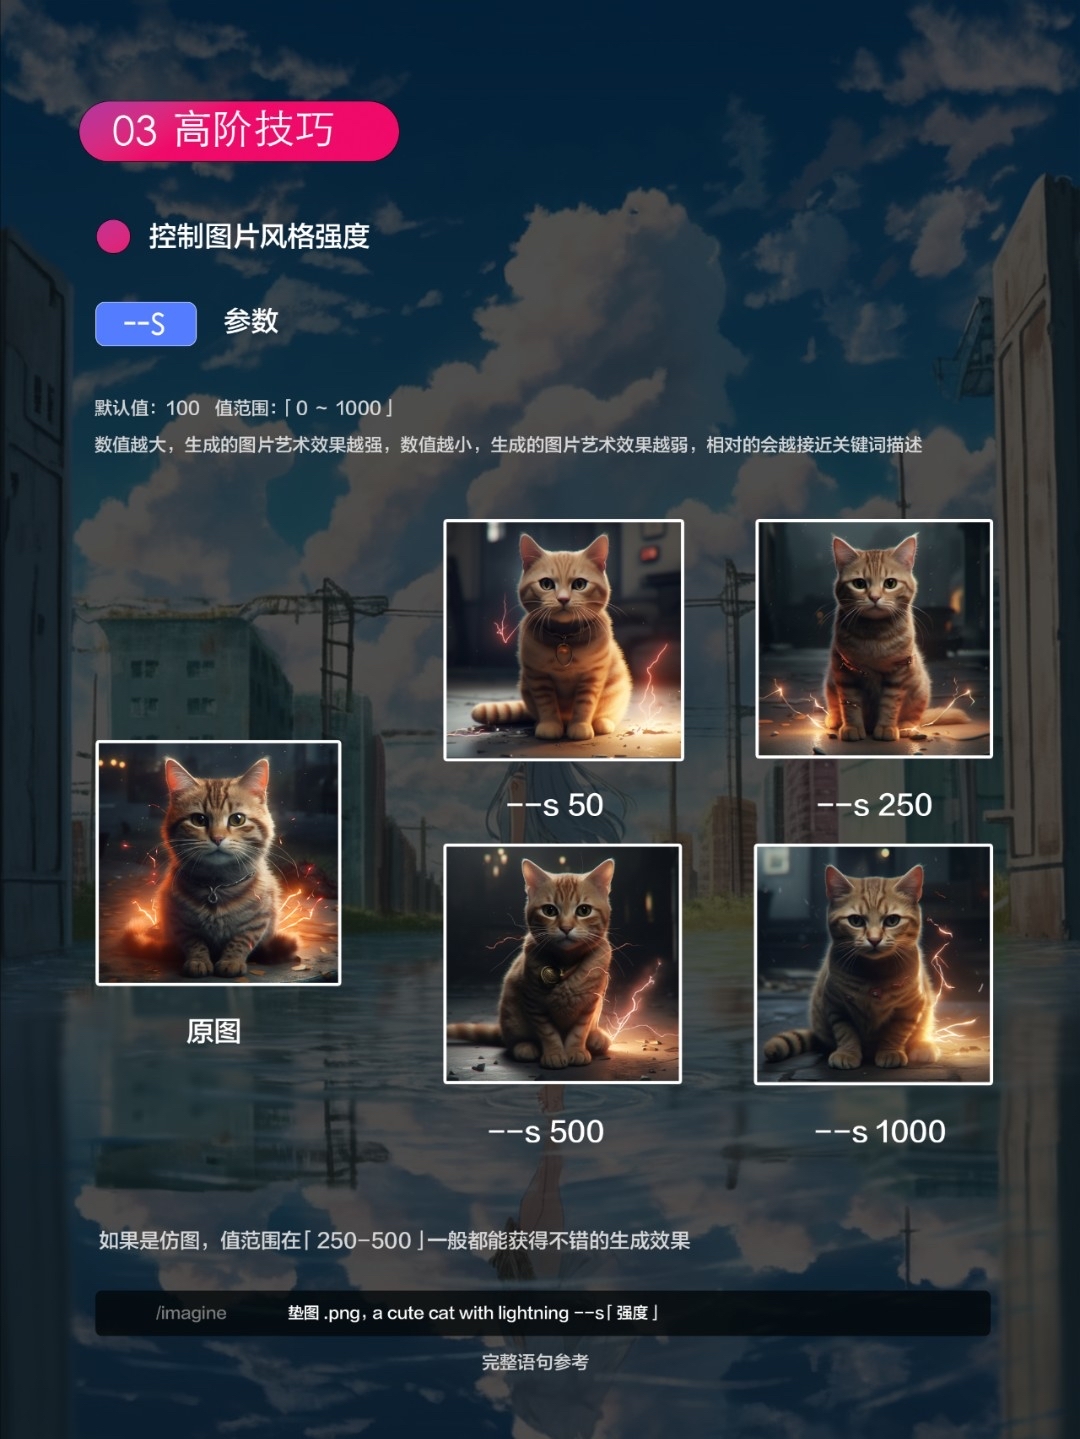 03 高阶技巧
控制图片风格强度
--S 参数
默认值：100 值范围：「0 ~ 1000」
数值越大，生成的图片艺术效果越强，数值越小，生成的图片艺术效果越弱，相对的会越接近关键词描述
--s 50
--s 250
原图
--s 500
--s 1000
如果是仿图，值范围在「250-500」一般都能获得不错的生成效果
/imagine 垫图 .png, a cute cat with lightning --s「强度」
完整语句参考